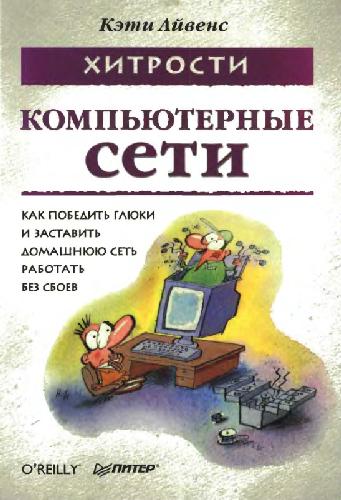 Кэти Айвенс
ХИТРОСТИ
КОМПЬЮТЕРНЫЕ
СЕТИ
КАК ПОБЕДИТЬ ГЛЮКИ
И ЗАСТАВИТЬ
ДОМАШНЮЮ СЕТЬ
РАБОТАТЬ
БЕЗ СБОЕВ
O'REILLY ПИТЕР